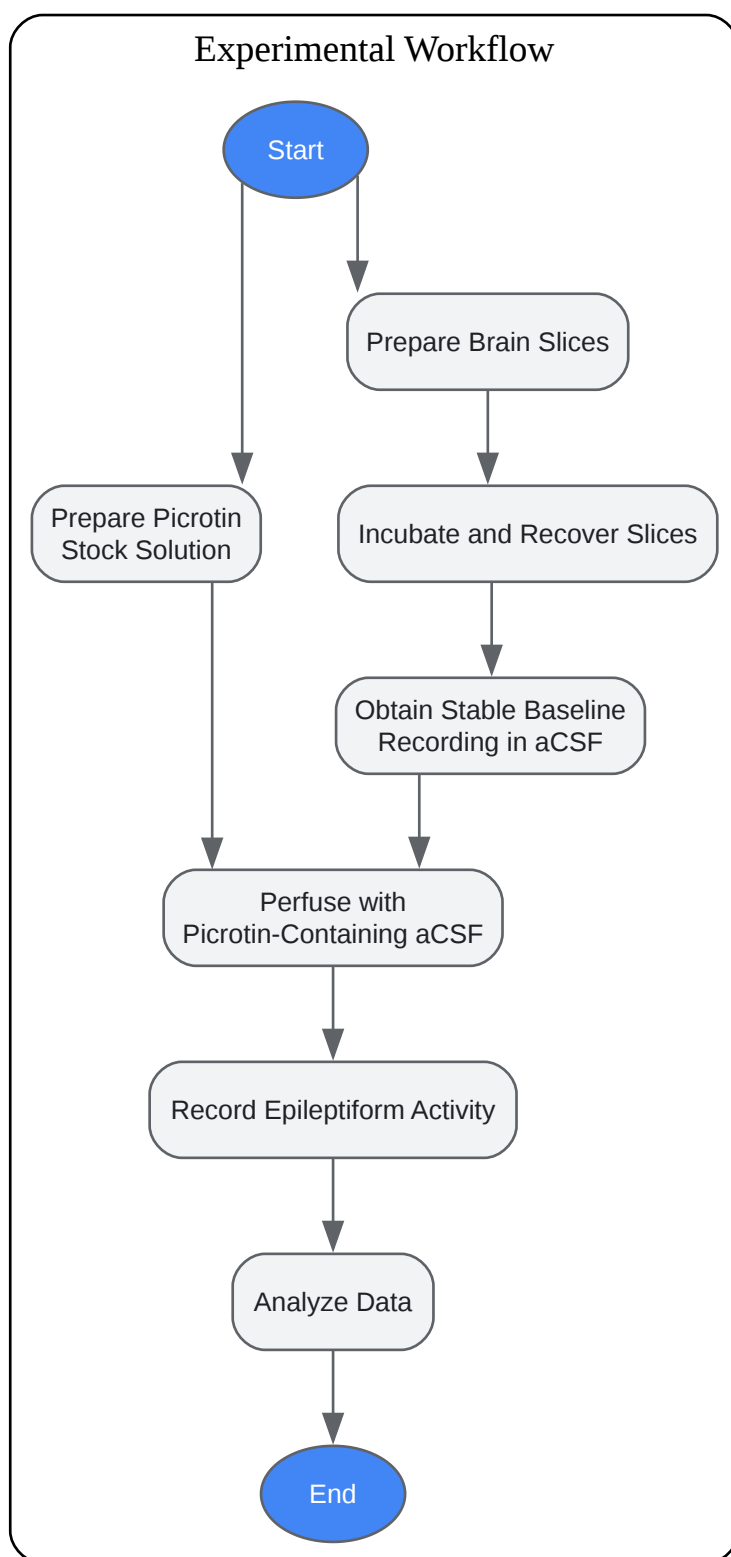 Experimental Workflow
Start
Prepare Brain Slices
Prepare Picrotin
Stock Solution
Incubate and Recover Slices
Obtain Stable Baseline
Recording in aCSF
Perfuse with
Picrotin-Containing aCSF
Record Epileptiform Activity
Analyze Data
End